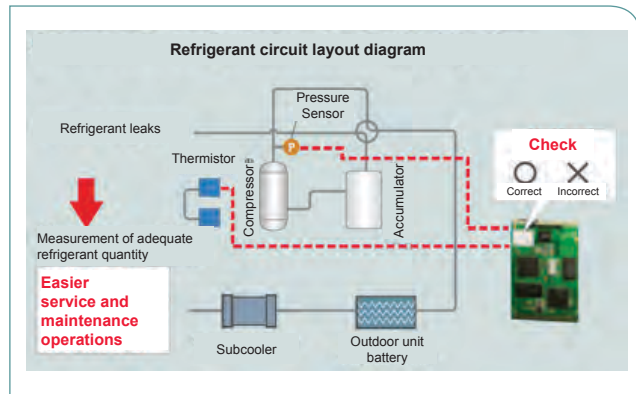 Refrigerant circuit layout diagram
Pressure
Sensor
Refrigerant leaks
P
Check
Correct
Incorrect
Thermistor
Compressor
Accumulator
Measurement of adequate
refrigerant quantity
Easier
service and
maintenance
operations
Subcooler
Outdoor unit
battery